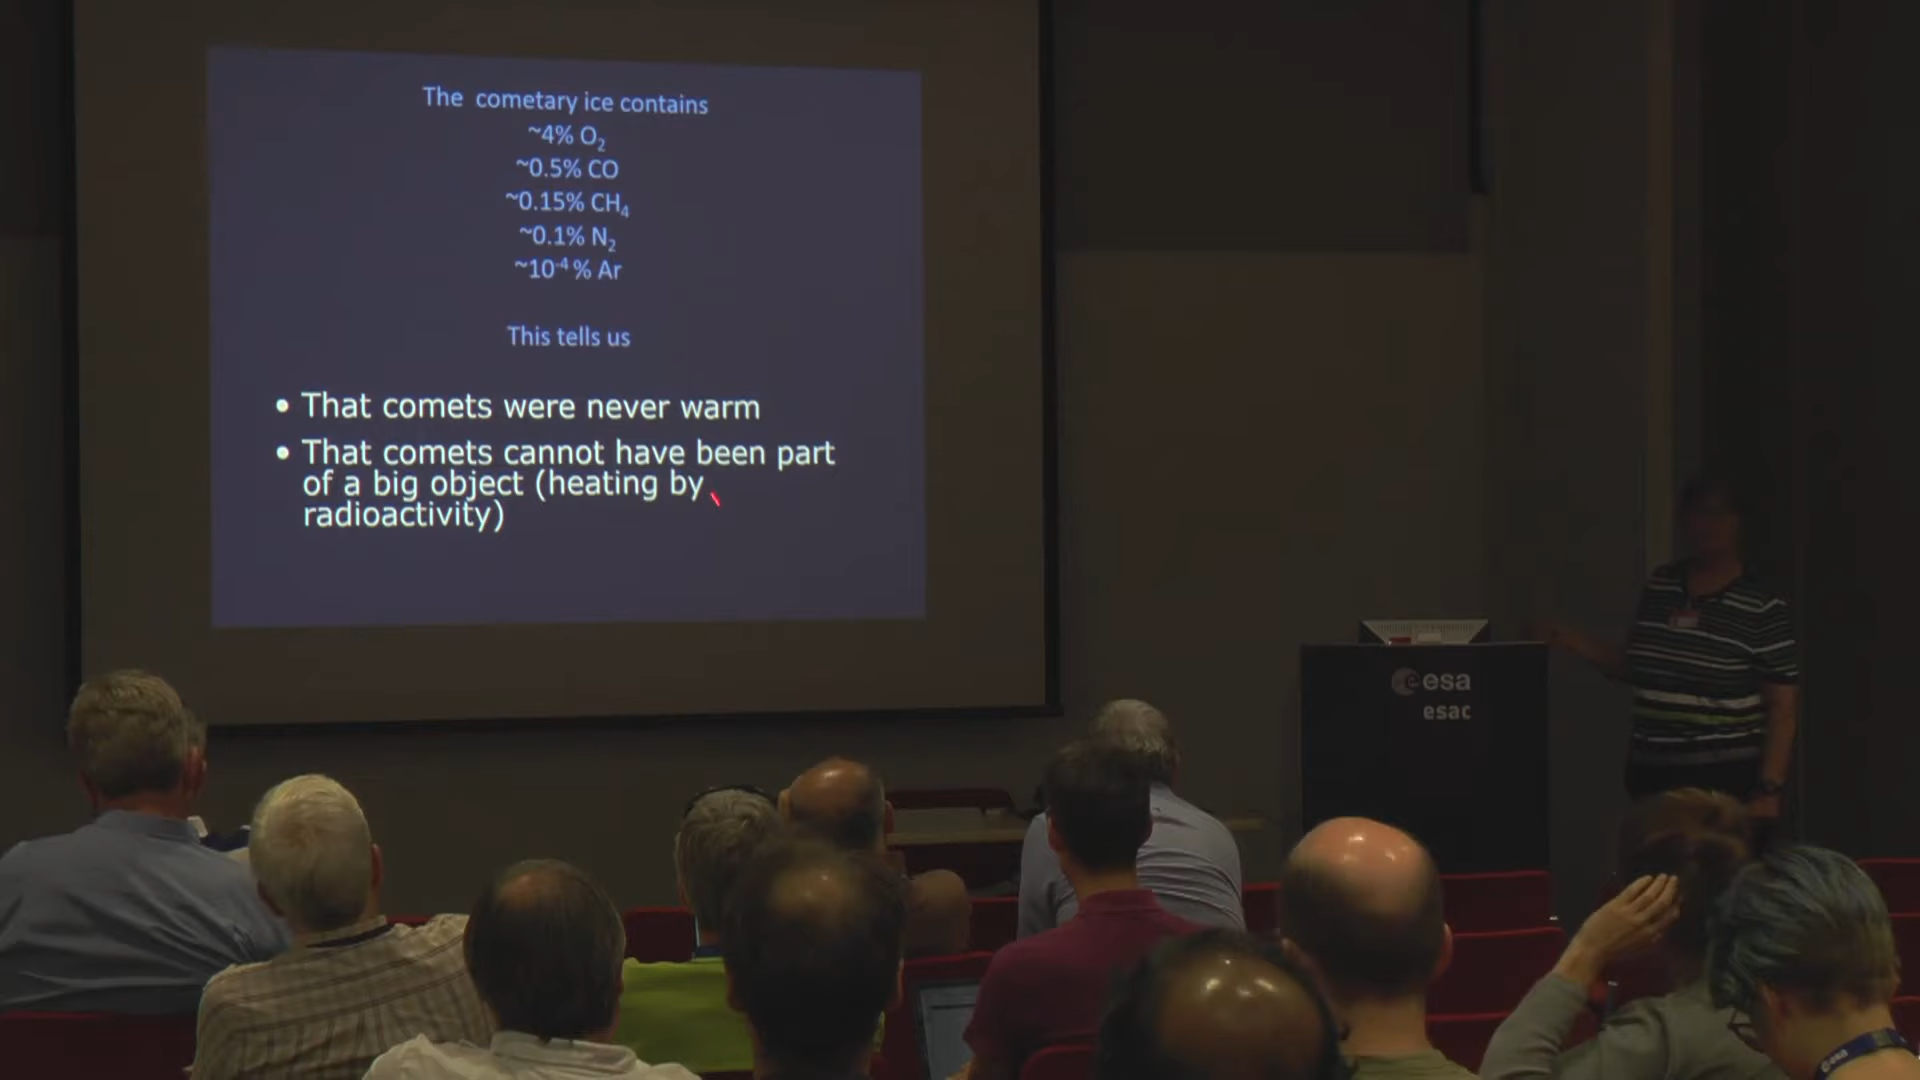 The cometary ice contains
~4% O₂
~0.5% CO
~0.15% CH₄
~0.1% N₂
~10⁻⁴ % Ar
This tells us
• That comets were never warm
• That comets cannot have been part
of a big object (heating by
radioactivity)
esa
esac
esa